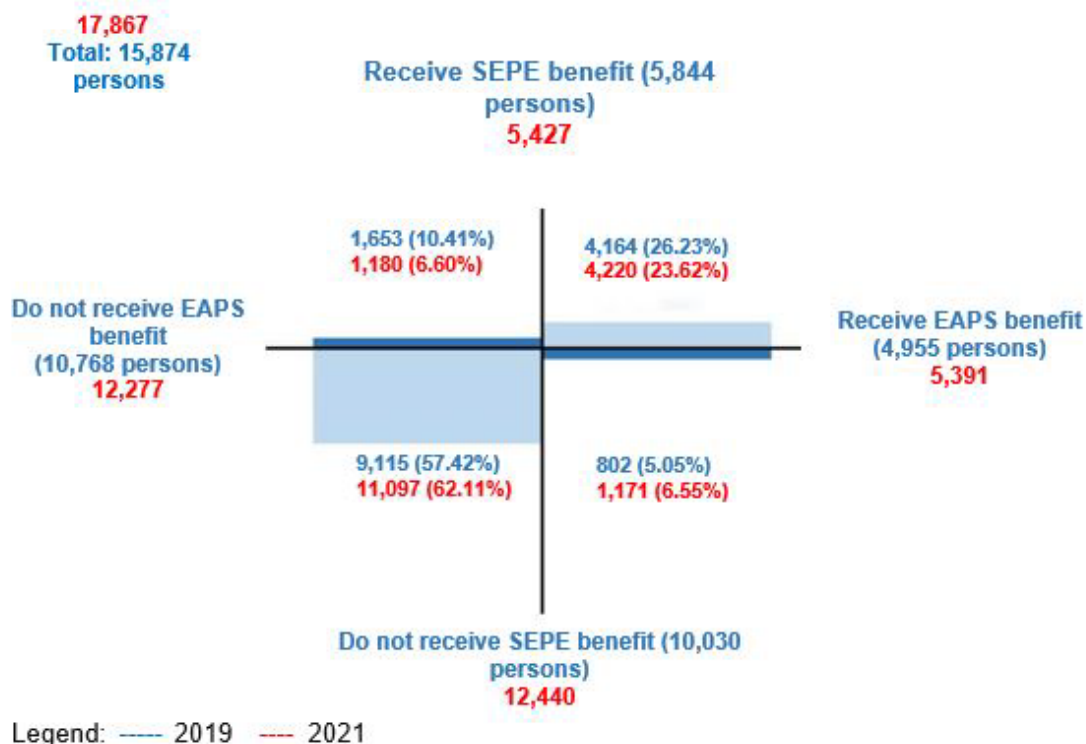 17,867
Total: 15,874
persons
Receive SEPE benefit (5,844
persons)
5,427
1,653 (10.41%)
1,180 (6.60%)
4,164 (26.23%)
4,220 (23.62%)
Do not receive EAPS
benefit
(10,768 persons)
12,277
Receive EAPS benefit
(4,955 persons)
5,391
9,115 (57.42%)
11,097 (62.11%)
802 (5.05%)
1,171 (6.55%)
Do not receive SEPE benefit (10,030
persons)
12,440
Legend: ----- 2019 ---- 2021